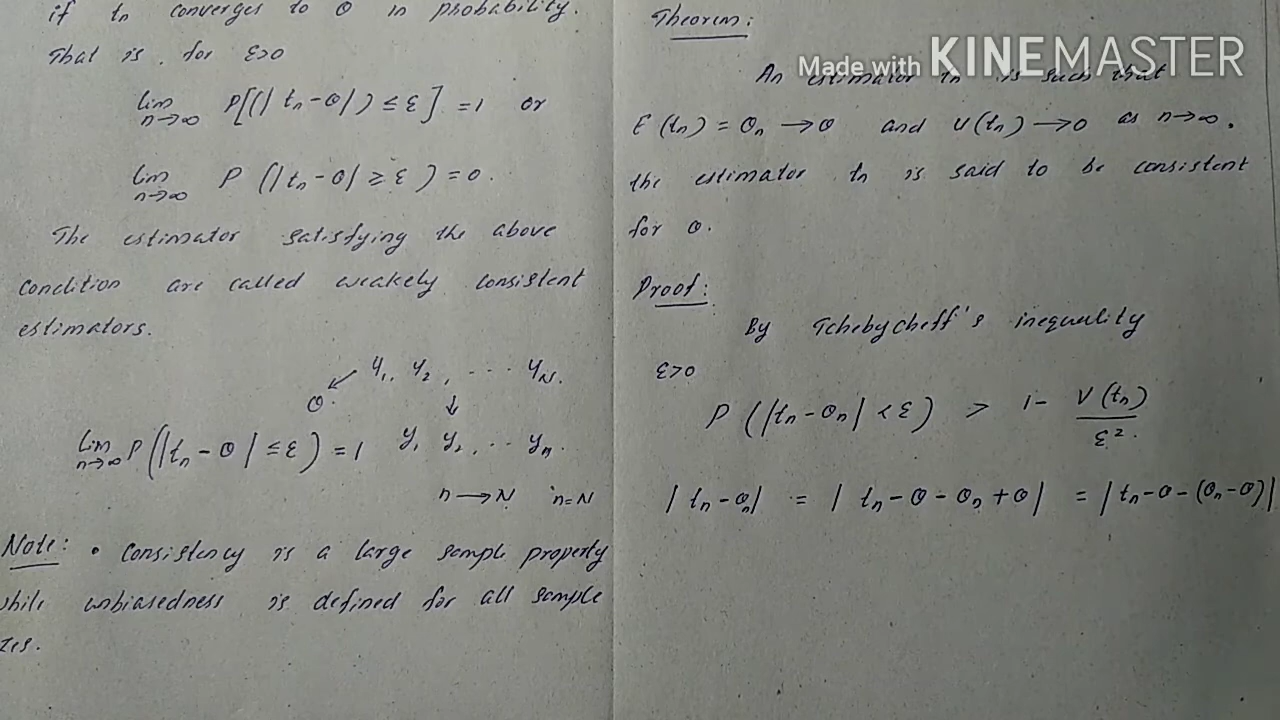 if tn converges to θ in probability.
That is, for ε>0
lim n→∞ P[(|tn-θ|) ≤ ε] = 1 or
lim n→∞ P(|tn-θ| ≥ ε) = 0.
The estimator satisfying the above
condition are called weakely consistent
estimators.
θ. ← Y1, Y2, ... YN.
↓
lim n→∞ P(|tn-θ| ≤ ε) = 1 y1 y2, .. yn.
n → N n=N
Note: • Consistency is a large sample property
while unbiasedness is defined for all sample
Theorem:
Made with KINEMASTER
An estimator tn is such that
E(tn) = θn → θ and V(tn) → 0 as n→∞.
the estimator tn is said to be consistent
for θ.
Proof:
By Tchebycheff's inequality
ε>0
P(|tn-θn| < ε) > 1 - V(tn)/ε².
|tn-θn| = |tn-θ-θn+θ| = |tn-θ-(θn-θ)|